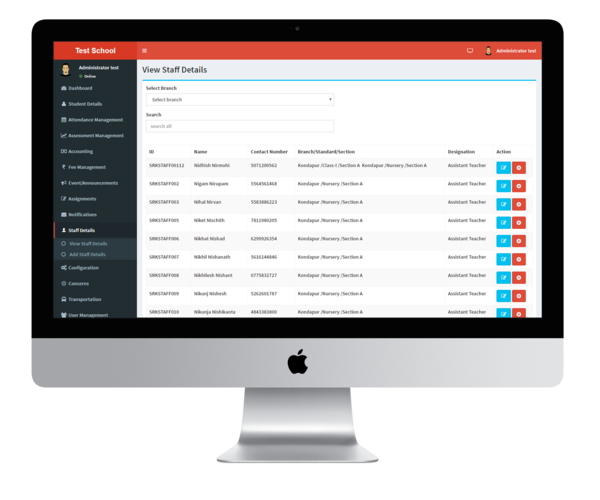 Test School
Administrator test
Administrator test
Online
View Staff Details
Dashboard
Student Details
Attendance Management
Assessment Management
Accounting
Fee Management
Event/Announcements
Assignments
Notifications
Staff Details
View Staff Details
Add Staff Details
Configuration
Concerns
Transportation
User Management
Select Branch
Select branch
Search
search all
ID Name Contact Number Branch/Standard/Section Designation Action
SRKSTAFF00112 Nidhish Nirmohi 5071200562 Kondapur /Class-I /Section A Kondapur /Nursery /Section A Assistant Teacher
SRKSTAFF002 Nigam Nirupam 5564561468 Kondapur /Nursery /Section A Assistant Teacher
SRKSTAFF003 Nihal Nirvan 5583886223 Kondapur /Nursery /Section A Assistant Teacher
SRKSTAFF005 Niket Nischith 7813980205 Kondapur /Nursery /Section A Assistant Teacher
SRKSTAFF006 Nikhat Nishad 6299926354 Kondapur /Nursery /Section A Assistant Teacher
SRKSTAFF007 Nikhil Nishanath 5616144846 Kondapur /Nursery /Section A Assistant Teacher
SRKSTAFF008 Nikhilesh Nishant 0775832727 Kondapur /Nursery /Section A Assistant Teacher
SRKSTAFF009 Nikunj Nishesh 5262601787 Kondapur /Nursery /Section A Assistant Teacher
SRKSTAFF010 Nikunja Nishikanta 4843383800 Kondapur /Nursery /Section A Assistant Teacher